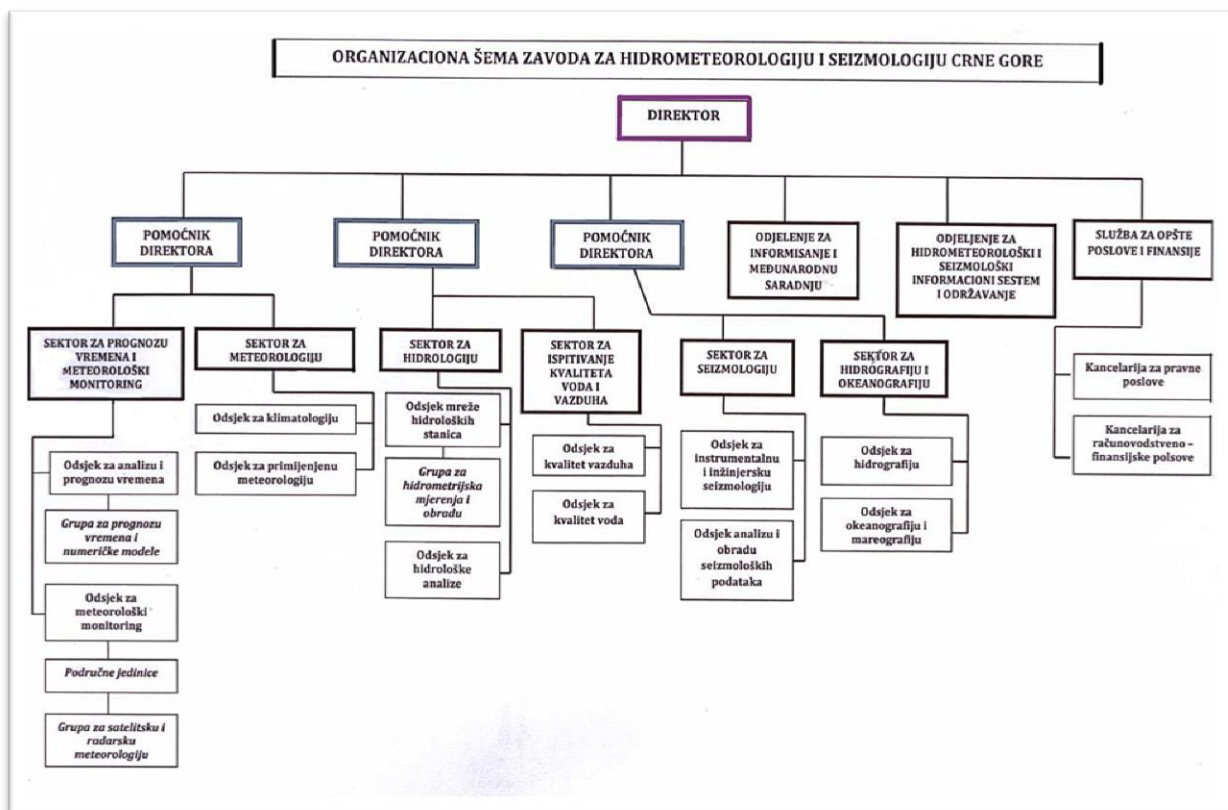 ORGANIZACIONA ŠEMA ZAVODA ZA HIDROMETEOROLOGIJU I SEIZMOLOGIJU CRNE GORE
DIREKTOR
POMOĆNIK
DIREKTORA
POMOĆNIK
DIREKTORA
POMOĆNIK
DIREKTORA
ODJELENJE ZA
INFORMISANJE I
MEĐUNARODNU
SARADNJU
ODJELJENJE ZA
HIDROMETEOROLOŠKI I
SEIZMOLOŠKI
INFORMACIONI SISTEM
I ODRŽAVANJE
SLUŽBA ZA OPŠTE
POSLOVE I FINANSIJE
SEKTOR ZA PROGNOZU
VREMENA I
METEOROLOŠKI
MONITORING
SEKTOR ZA
METEOROLOGIJU
SEKTOR ZA
HIDROLOGIJU
SEKTOR ZA
ISPITIVANJE
KVALITETA
VODA I
VAZDUHA
SEKTOR ZA
SEIZMOLOGIJU
SEKTOR ZA
HIDROGRAFIJU I
OKEANOGRAFIJU
Kancelarija za pravne
poslove
Kancelarija za
računovodstveno –
finansijske polsove
Odsjek za analizu i
prognozu vremena
Grupa za prognozu
vremena i
numeričke modele
Odsjek za
meteorološki
monitoring
Područne jedinice
Grupa za satelitsku i
radarsku
meteorologiju
Odsjek za klimatologiju
Odsjek za primijenjenu
meteorologiju
Odsjek mreže
hidroloških
stanica
Grupa za
hidrometrijska
mjerenja i
obradu
Odsjek za
hidrološke
analize
Odsjek za
kvalitet vazduha
Odsjek za
kvalitet voda
Odsjek za
instrumentalnu
i inžinjersku
seizmologiju
Odsjek analizu i
obradu
seizmoloških
podataka
Odsjek za
hidrografiju
Odsjek za
okeanografiju i
mareografiju